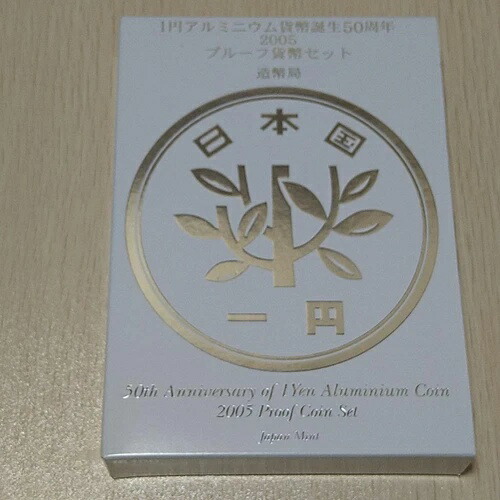 1円アルミニウム貨幣誕生50周年
2005
プルーフ貨幣セット
造幣局
日本国
一円
50th Anniversary of 1Yen Aluminium Coin
2005 Proof Coin Set
Japan Mint